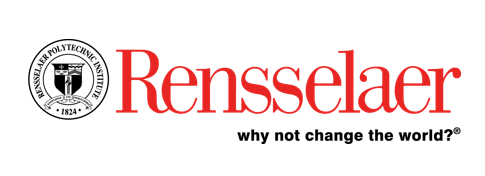 RENSSELAER POLYTECHNIC INSTITUTE
• 1824 •
Rensselaer
why not change the world?®